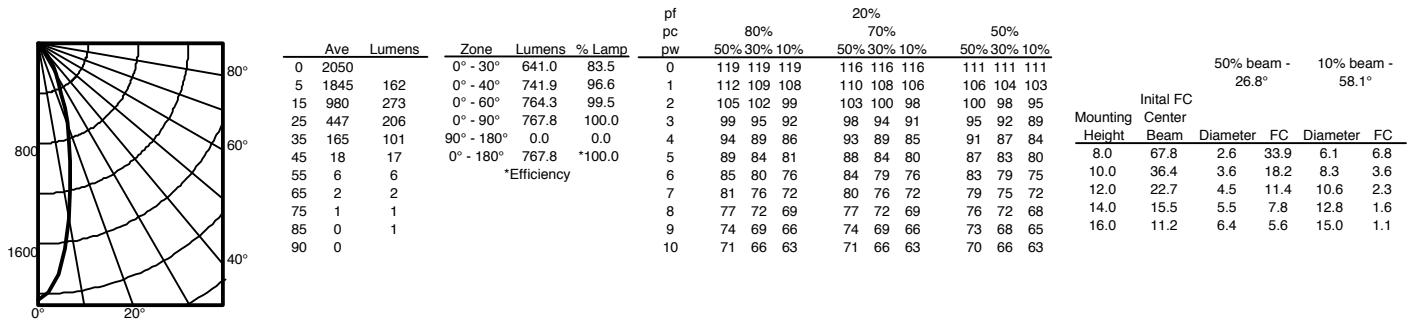 800
1600
0°
20°
40°
60°
80°
Ave Lumens
0 2050
5 1845 162
15 980 273
25 447 206
35 165 101
45 18 17
55 6 6
65 2 2
75 1 1
85 0 1
90 0
Zone Lumens % Lamp
0° - 30° 641.0 83.5
0° - 40° 741.9 96.6
0° - 60° 764.3 99.5
0° - 90° 767.8 100.0
90° - 180° 0.0 0.0
0° - 180° 767.8 *100.0
*Efficiency
pf 20%
pc 80% 70% 50%
pw 50% 30% 10% 50% 30% 10% 50% 30% 10%
0 119 119 119 116 116 116 111 111 111
1 112 109 108 110 108 106 106 104 103
2 105 102 99 103 100 98 100 98 95
3 99 95 92 98 94 91 95 92 89
4 94 89 86 93 89 85 91 87 84
5 89 84 81 88 84 80 87 83 80
6 85 80 76 84 79 76 83 79 75
7 81 76 72 80 76 72 79 75 72
8 77 72 69 77 72 69 76 72 68
9 74 69 66 74 69 66 73 68 65
10 71 66 63 71 66 63 70 66 63
50% beam - 10% beam -
26.8° 58.1°
Inital FC
Mounting Center
Height Beam Diameter FC Diameter FC
8.0 67.8 2.6 33.9 6.1 6.8
10.0 36.4 3.6 18.2 8.3 3.6
12.0 22.7 4.5 11.4 10.6 2.3
14.0 15.5 5.5 7.8 12.8 1.6
16.0 11.2 6.4 5.6 15.0 1.1